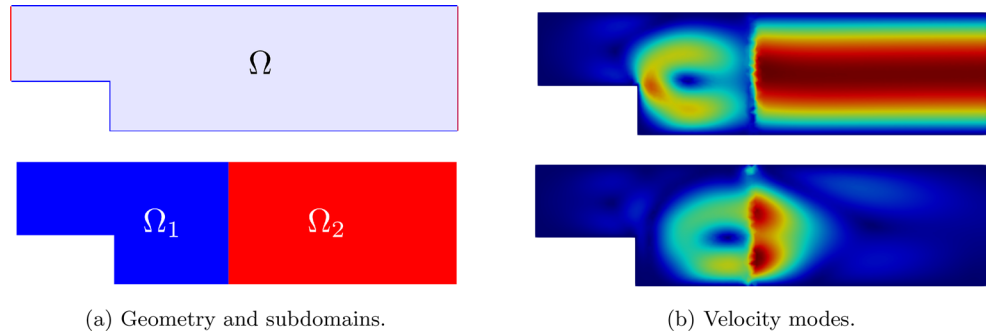 Ω
Ω₁
Ω₂
(a) Geometry and subdomains.
(b) Velocity modes.